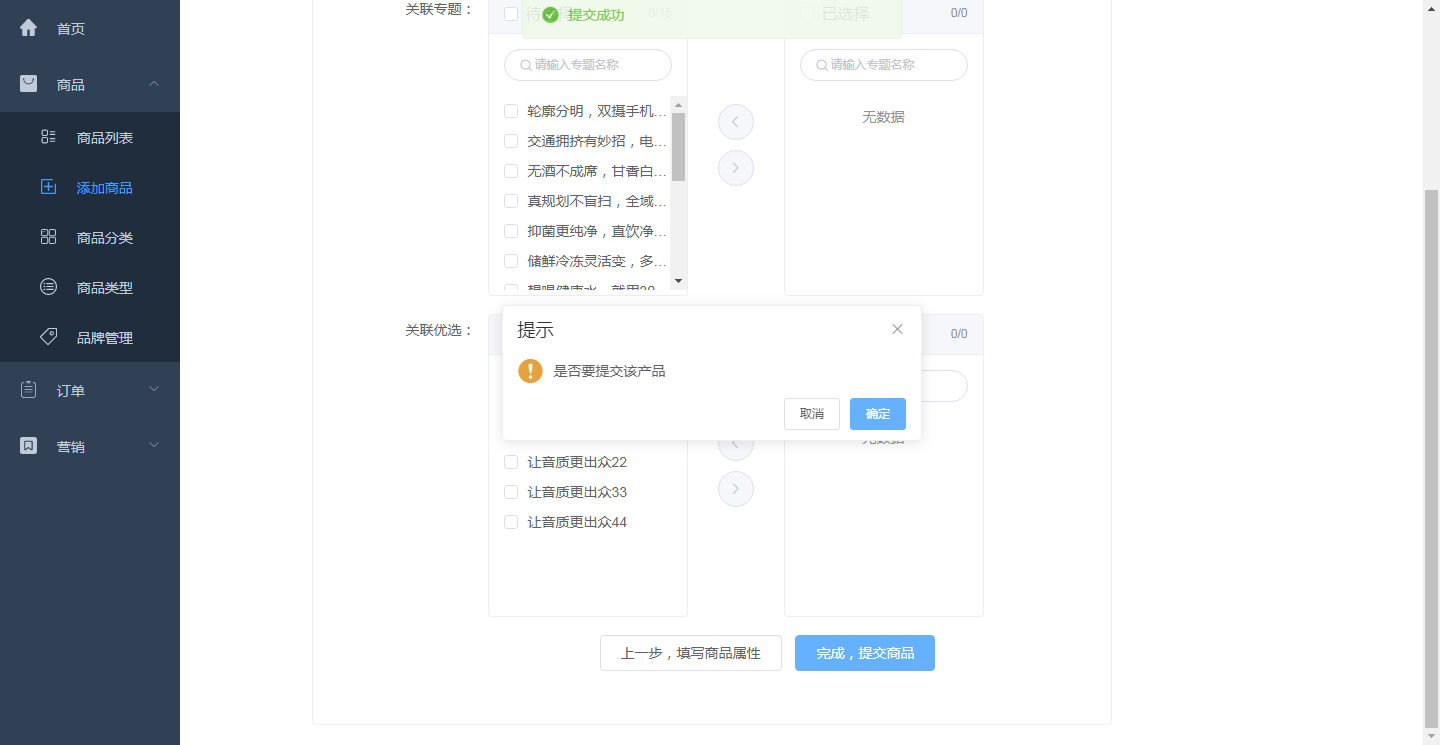 首页
商品
商品列表
添加商品
商品分类
商品类型
品牌管理
订单
营销
关联专题：
提交成功
0/15
已选择
0/0
请输入专题名称
请输入专题名称
轮廓分明，双摄手机...
交通拥挤有妙招，电...
无酒不成席，甘香白...
真规划不盲扫，全域...
抑菌更纯净，直饮净...
储鲜冷冻灵活变，多...
无数据
关联优选：
0/0
提示
是否要提交该产品
取消
确定
无数据
让音质更出众22
让音质更出众33
让音质更出众44
上一步，填写商品属性
完成，提交商品